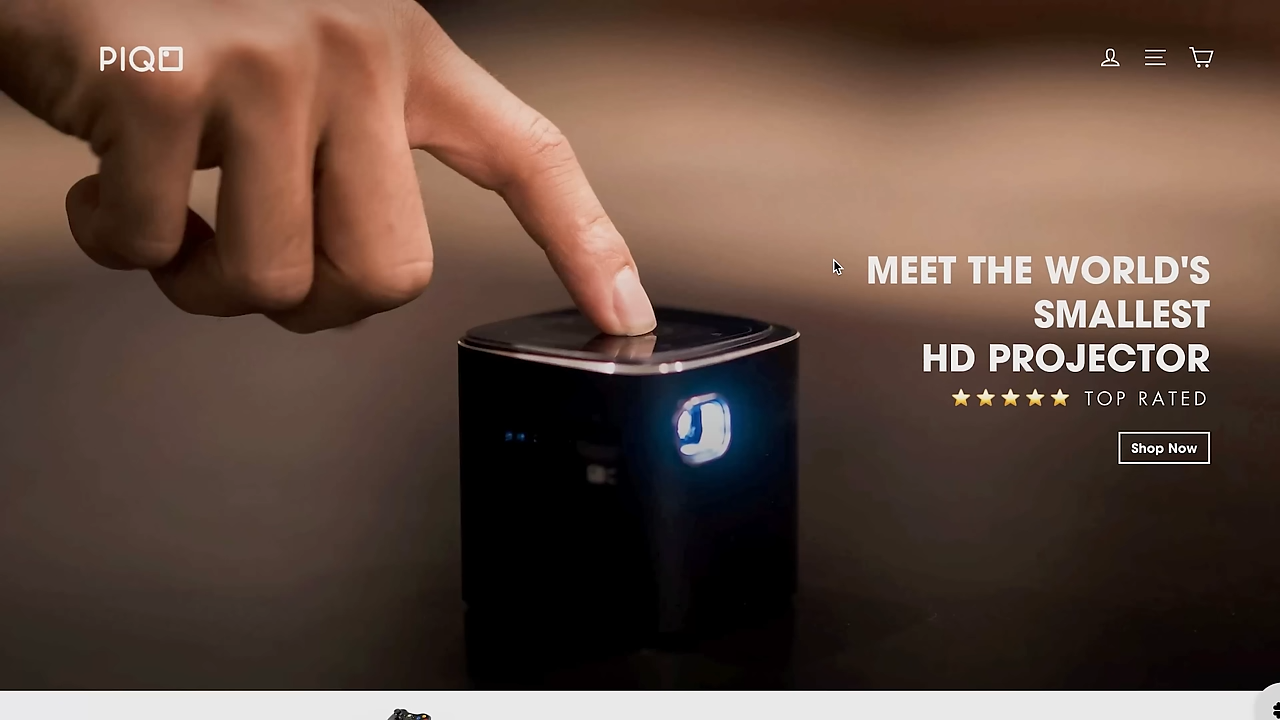 PIQO
MEET THE WORLD'S
SMALLEST
HD PROJECTOR
⭐⭐⭐⭐⭐ TOP RATED
Shop Now